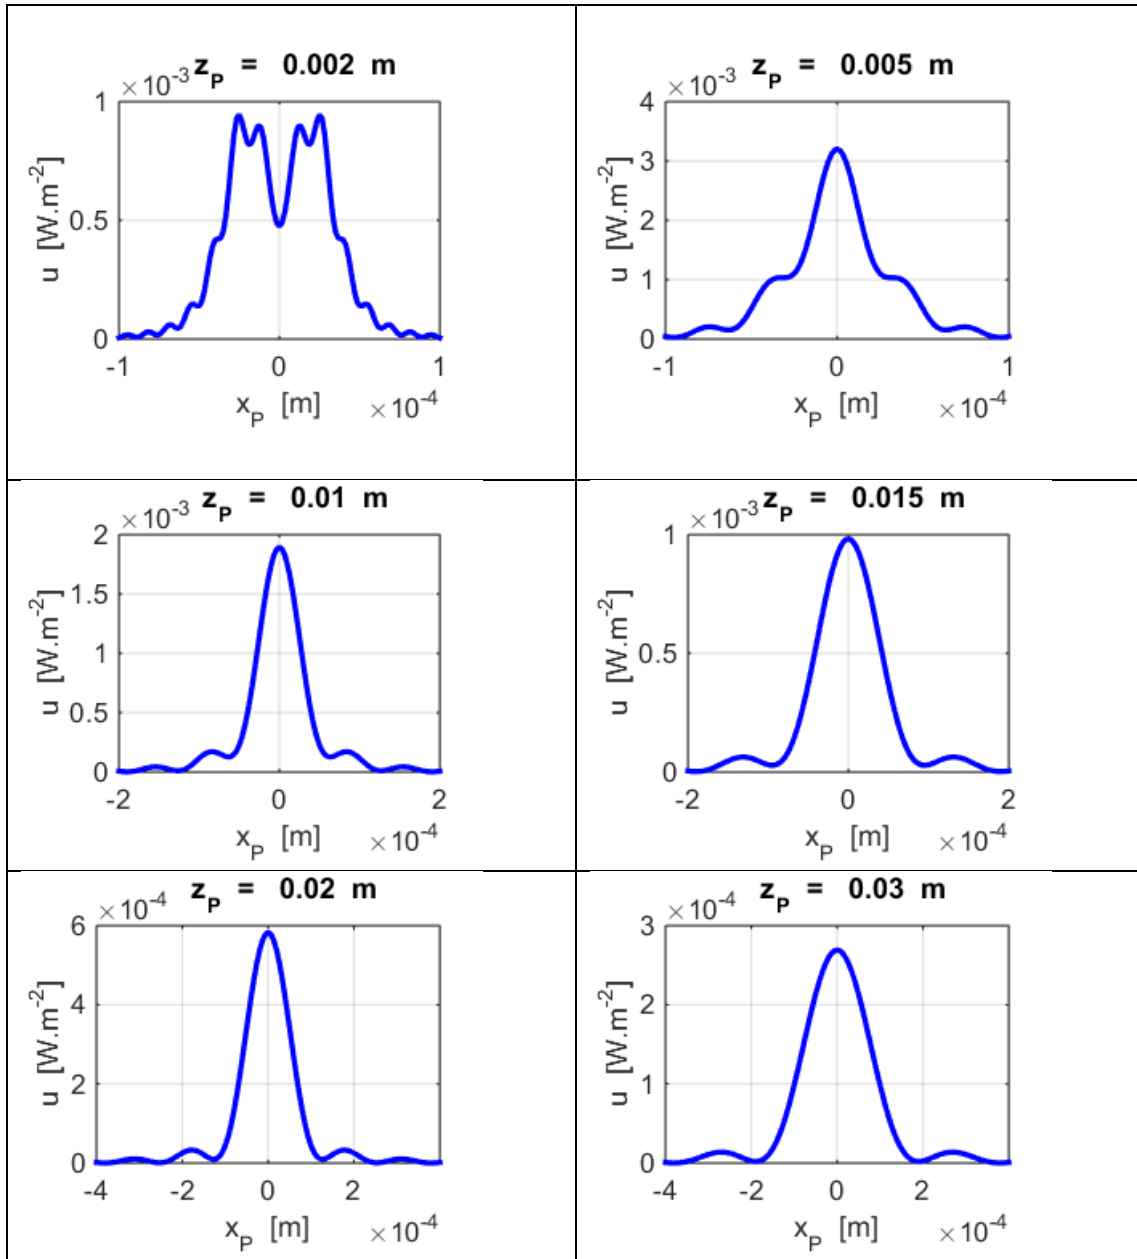 z_P = 0.002 m
×10^-3
1
0.5
0
u [W.m^-2]
-1 0 1
x_P [m] ×10^-4
z_P = 0.005 m
×10^-3
4
3
2
1
0
u [W.m^-2]
-1 0 1
x_P [m] ×10^-4
z_P = 0.01 m
×10^-3
2
1.5
1
0.5
0
u [W.m^-2]
-2 0 2
x_P [m] ×10^-4
z_P = 0.015 m
×10^-3
1
0.5
0
u [W.m^-2]
-2 0 2
x_P [m] ×10^-4
z_P = 0.02 m
×10^-4
6
4
2
0
u [W.m^-2]
-4 -2 0 2
x_P [m] ×10^-4
z_P = 0.03 m
×10^-4
3
2
1
0
u [W.m^-2]
-4 -2 0 2
x_P [m] ×10^-4